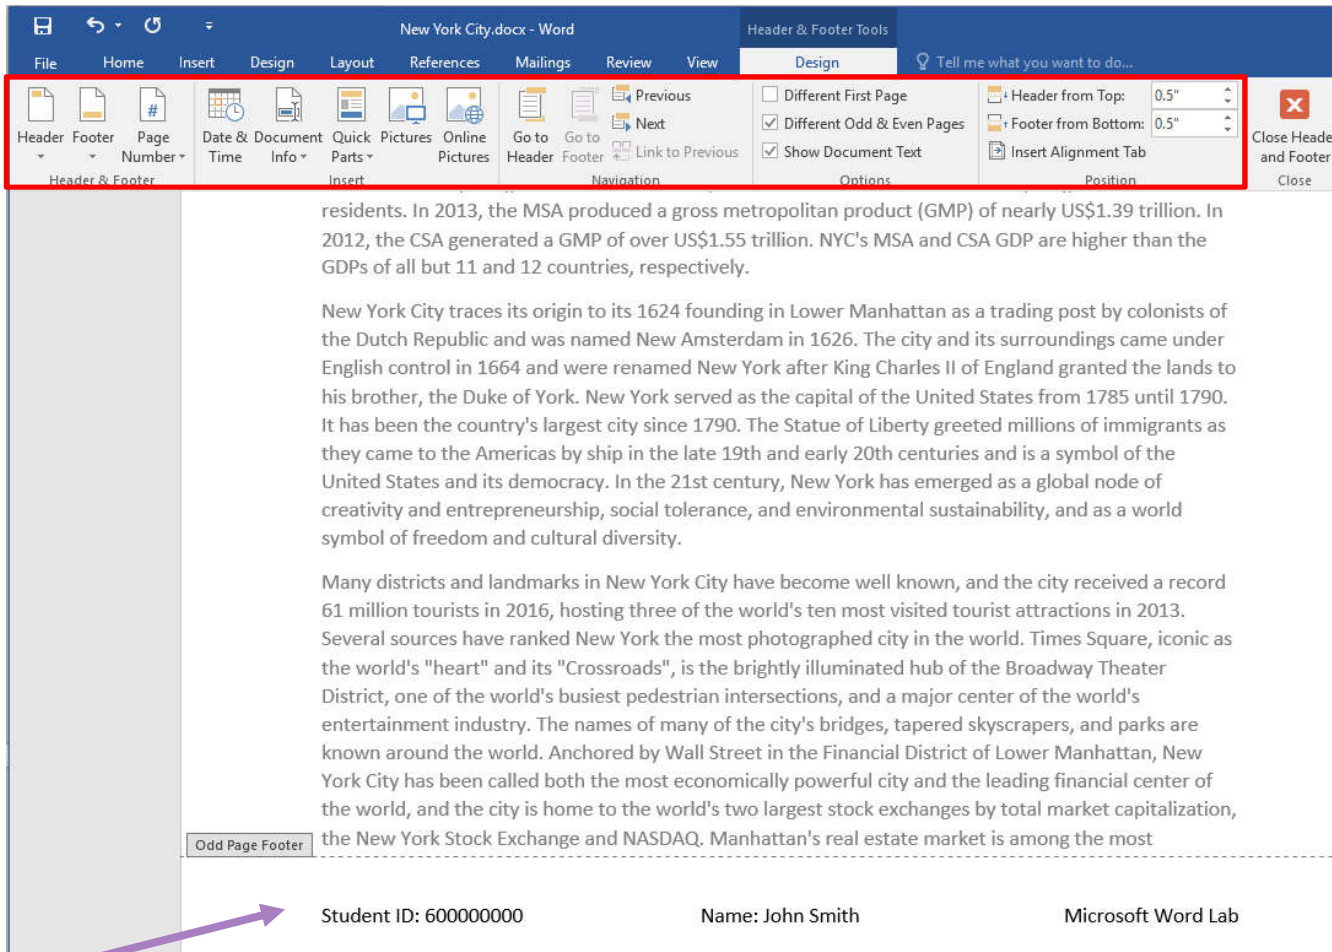 New York City.docx - Word
Header & Footer Tools
File Home Insert Design Layout References Mailings Review View Design Tell me what you want to do...
Header Footer Page Number
Header & Footer
Date & Time Document Info Quick Parts Pictures Online Pictures
Insert
Go to Header Go to Footer Previous
Next
Link to Previous
Navigation
Different First Page
Different Odd & Even Pages
Show Document Text
Options
Header from Top: 0.5"
Footer from Bottom: 0.5"
Insert Alignment Tab
Position
Close Heade
and Footer
Close
residents. In 2013, the MSA produced a gross metropolitan product (GMP) of nearly US$1.39 trillion. In
2012, the CSA generated a GMP of over US$1.55 trillion. NYC's MSA and CSA GDP are higher than the
GDPs of all but 11 and 12 countries, respectively.
New York City traces its origin to its 1624 founding in Lower Manhattan as a trading post by colonists of
the Dutch Republic and was named New Amsterdam in 1626. The city and its surroundings came under
English control in 1664 and were renamed New York after King Charles II of England granted the lands to
his brother, the Duke of York. New York served as the capital of the United States from 1785 until 1790.
It has been the country's largest city since 1790. The Statue of Liberty greeted millions of immigrants as
they came to the Americas by ship in the late 19th and early 20th centuries and is a symbol of the
United States and its democracy. In the 21st century, New York has emerged as a global node of
creativity and entrepreneurship, social tolerance, and environmental sustainability, and as a world
symbol of freedom and cultural diversity.
Many districts and landmarks in New York City have become well known, and the city received a record
61 million tourists in 2016, hosting three of the world's ten most visited tourist attractions in 2013.
Several sources have ranked New York the most photographed city in the world. Times Square, iconic as
the world's "heart" and its "Crossroads", is the brightly illuminated hub of the Broadway Theater
District, one of the world's busiest pedestrian intersections, and a major center of the world's
entertainment industry. The names of many of the city's bridges, tapered skyscrapers, and parks are
known around the world. Anchored by Wall Street in the Financial District of Lower Manhattan, New
York City has been called both the most economically powerful city and the leading financial center of
the world, and the city is home to the world's two largest stock exchanges by total market capitalization,
the New York Stock Exchange and NASDAQ. Manhattan's real estate market is among the most
Odd Page Footer
Student ID: 600000000 Name: John Smith Microsoft Word Lab